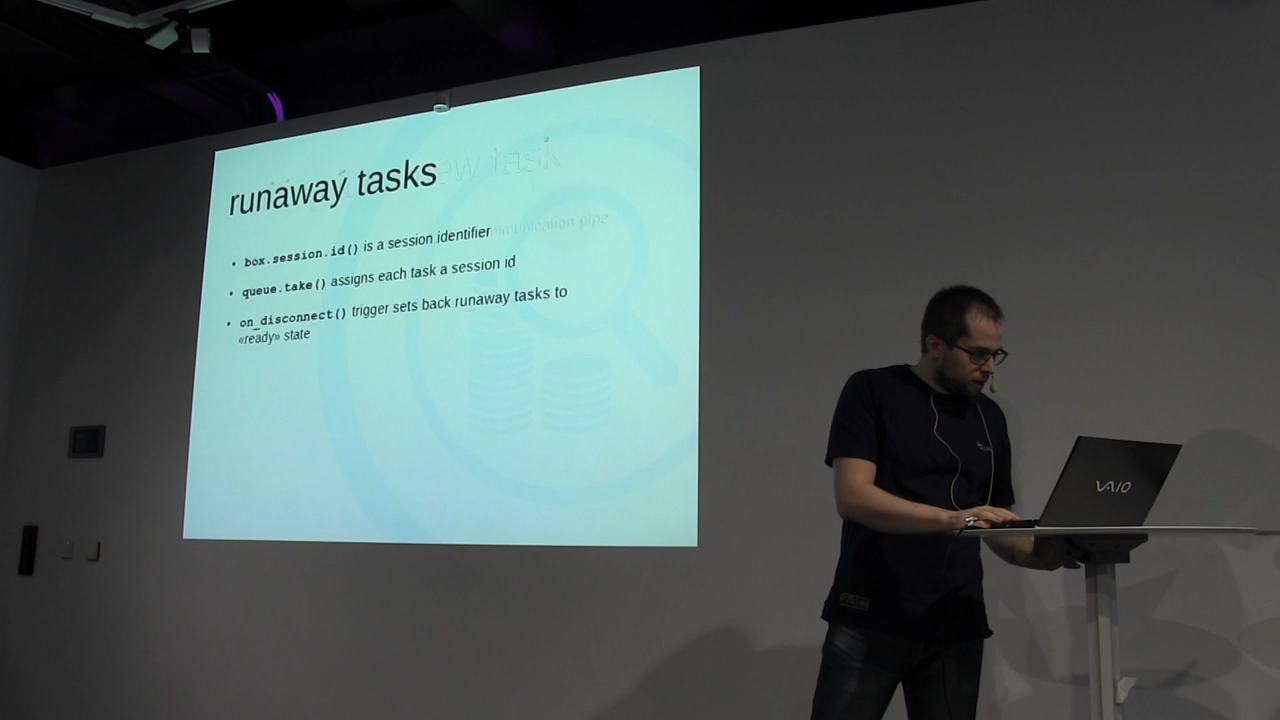 runaway tasks
• box.session.id() is a session identifier
• queue.take() assigns each task a session id
• on_disconnect() trigger sets back runaway tasks to
«ready» state
VAIO